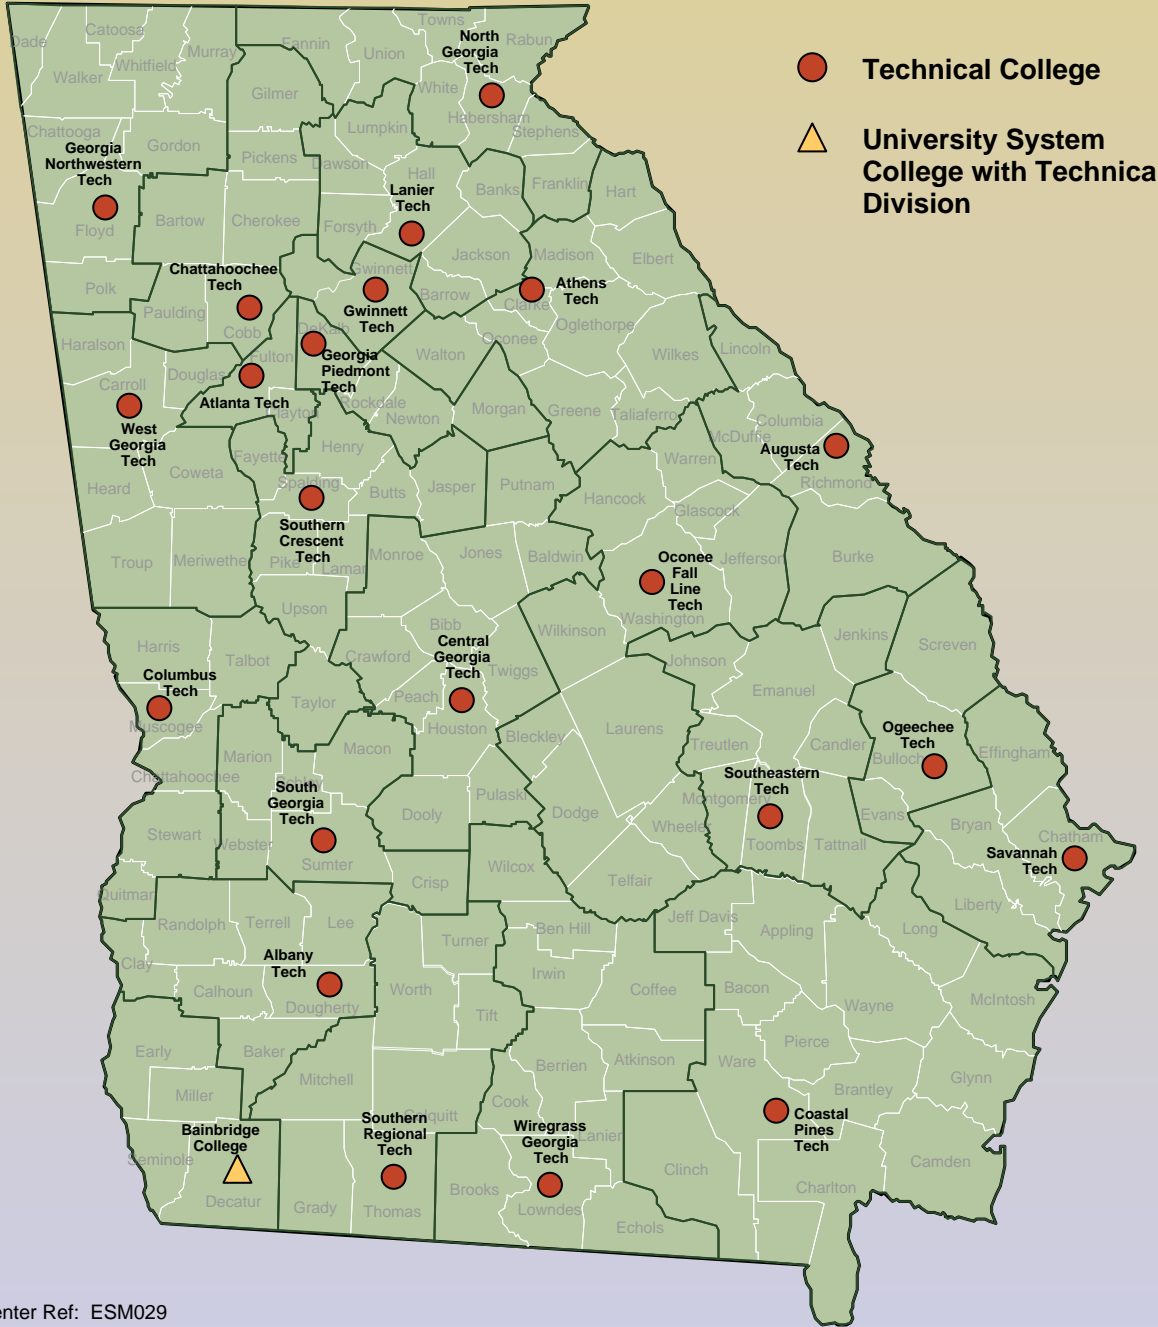 Technical College
University System
College with Technica
Division
Towns
Rabun
Dade
Catoosa
Whitfield
Murray
Fannin
Union
North
Georgia
Tech
Walker
Gilmer
White
Habersham
Stephens
Chattooga
Gordon
Pickens
Lumpkin
Dawson
Georgia
Northwestern
Tech
Floyd
Bartow
Cherokee
Forsyth
Hall
Lanier
Tech
Banks
Franklin
Hart
Jackson
Madison
Elbert
Polk
Paulding
Chattahoochee
Tech
Cobb
Gwinnett
Gwinnett
Tech
Barrow
Clarke
Athens
Tech
Oconee
Oglethorpe
Haralson
Carroll
Douglas
Fulton
DeKalb
Georgia
Piedmont
Tech
Atlanta Tech
Clayton
Rockdale
Newton
Walton
Morgan
Greene
Taliaferro
Wilkes
Lincoln
Columbia
McDuffie
Warren
Augusta
Tech
Richmond
West
Georgia
Tech
Heard
Coweta
Fayette
Henry
Spalding
Butts
Jasper
Putnam
Hancock
Glascock
Southern
Crescent
Tech
Troup
Meriwethe
Pike
Lamar
Monroe
Jones
Baldwin
Oconee
Fall
Line
Tech
Washington
Jefferson
Burke
Upson
Harris
Talbot
Crawford
Bibb
Central
Georgia
Tech
Twiggs
Wilkinson
Johnson
Jenkins
Screven
Emanuel
Columbus
Tech
Muscogee
Taylor
Peach
Houston
Bleckley
Laurens
Treutlen
Candler
Ogeechee
Tech
Bulloch
Effingham
Chattahoochee
Marion
Macon
Schley
South
Georgia
Tech
Sumter
Dooly
Pulaski
Dodge
Wheeler
Montgomery
Southeastern
Tech
Toombs
Tattnall
Evans
Bryan
Chatham
Savannah
Tech
Stewart
Webster
Quitman
Randolph
Terrell
Lee
Crisp
Wilcox
Telfair
Jeff Davis
Appling
Long
Liberty
Clay
Calhoun
Albany
Tech
Dougherty
Turner
Worth
Tift
Ben Hill
Irwin
Coffee
Bacon
Wayne
McIntosh
Early
Baker
Miller
Mitchell
Colquitt
Berrien
Cook
Atkinson
Ware
Pierce
Brantley
Glynn
Bainbridge
College
Seminole
Decatur
Grady
Southern
Regional
Tech
Thomas
Brooks
Wiregrass
Georgia
Tech
Lowndes
Lanier
Echols
Clinch
Coastal
Pines
Tech
Charlton
Camden
enter Ref: ESM029